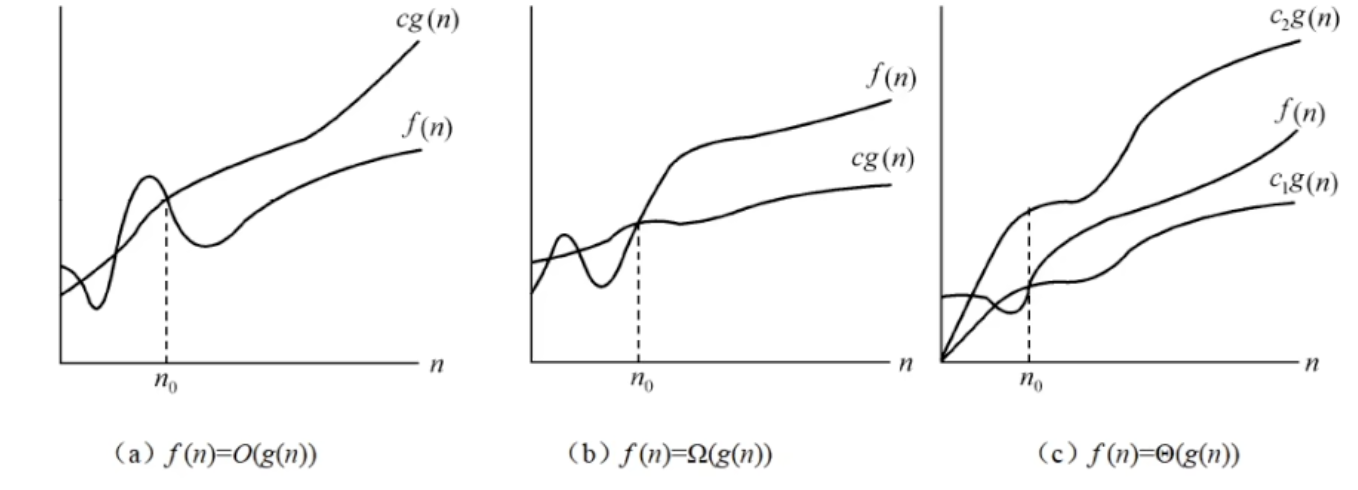 cg(n)
f(n)
n
n₀
(a) f(n)=O(g(n))
f(n)
cg(n)
n
n₀
(b) f(n)=Ω(g(n))
c₂g(n)
f(n)
c₁g(n)
n
n₀
(c) f(n)=Θ(g(n))